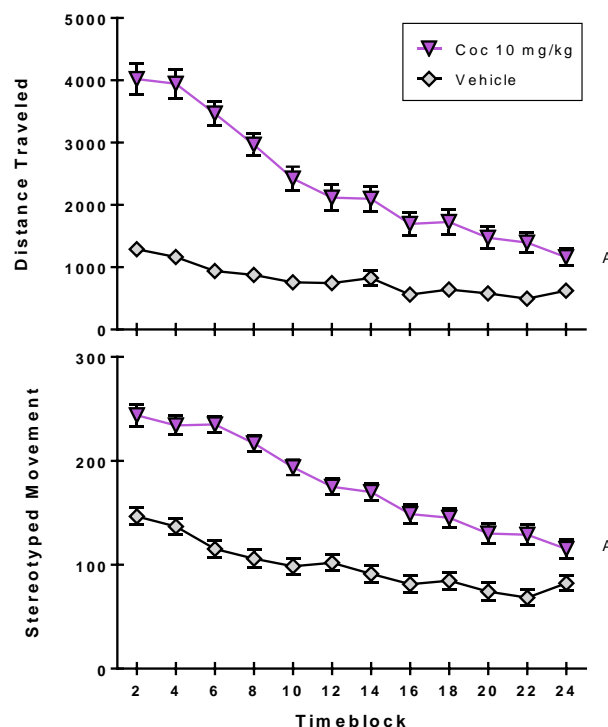 5000
4000
3000
2000
1000
0
Distance Traveled
Coc 10 mg/kg
Vehicle
A
300
200
100
0
Stereotyped Movement
A
2 4 6 8 10 12 14 16 18 20 22 24
Timeblock